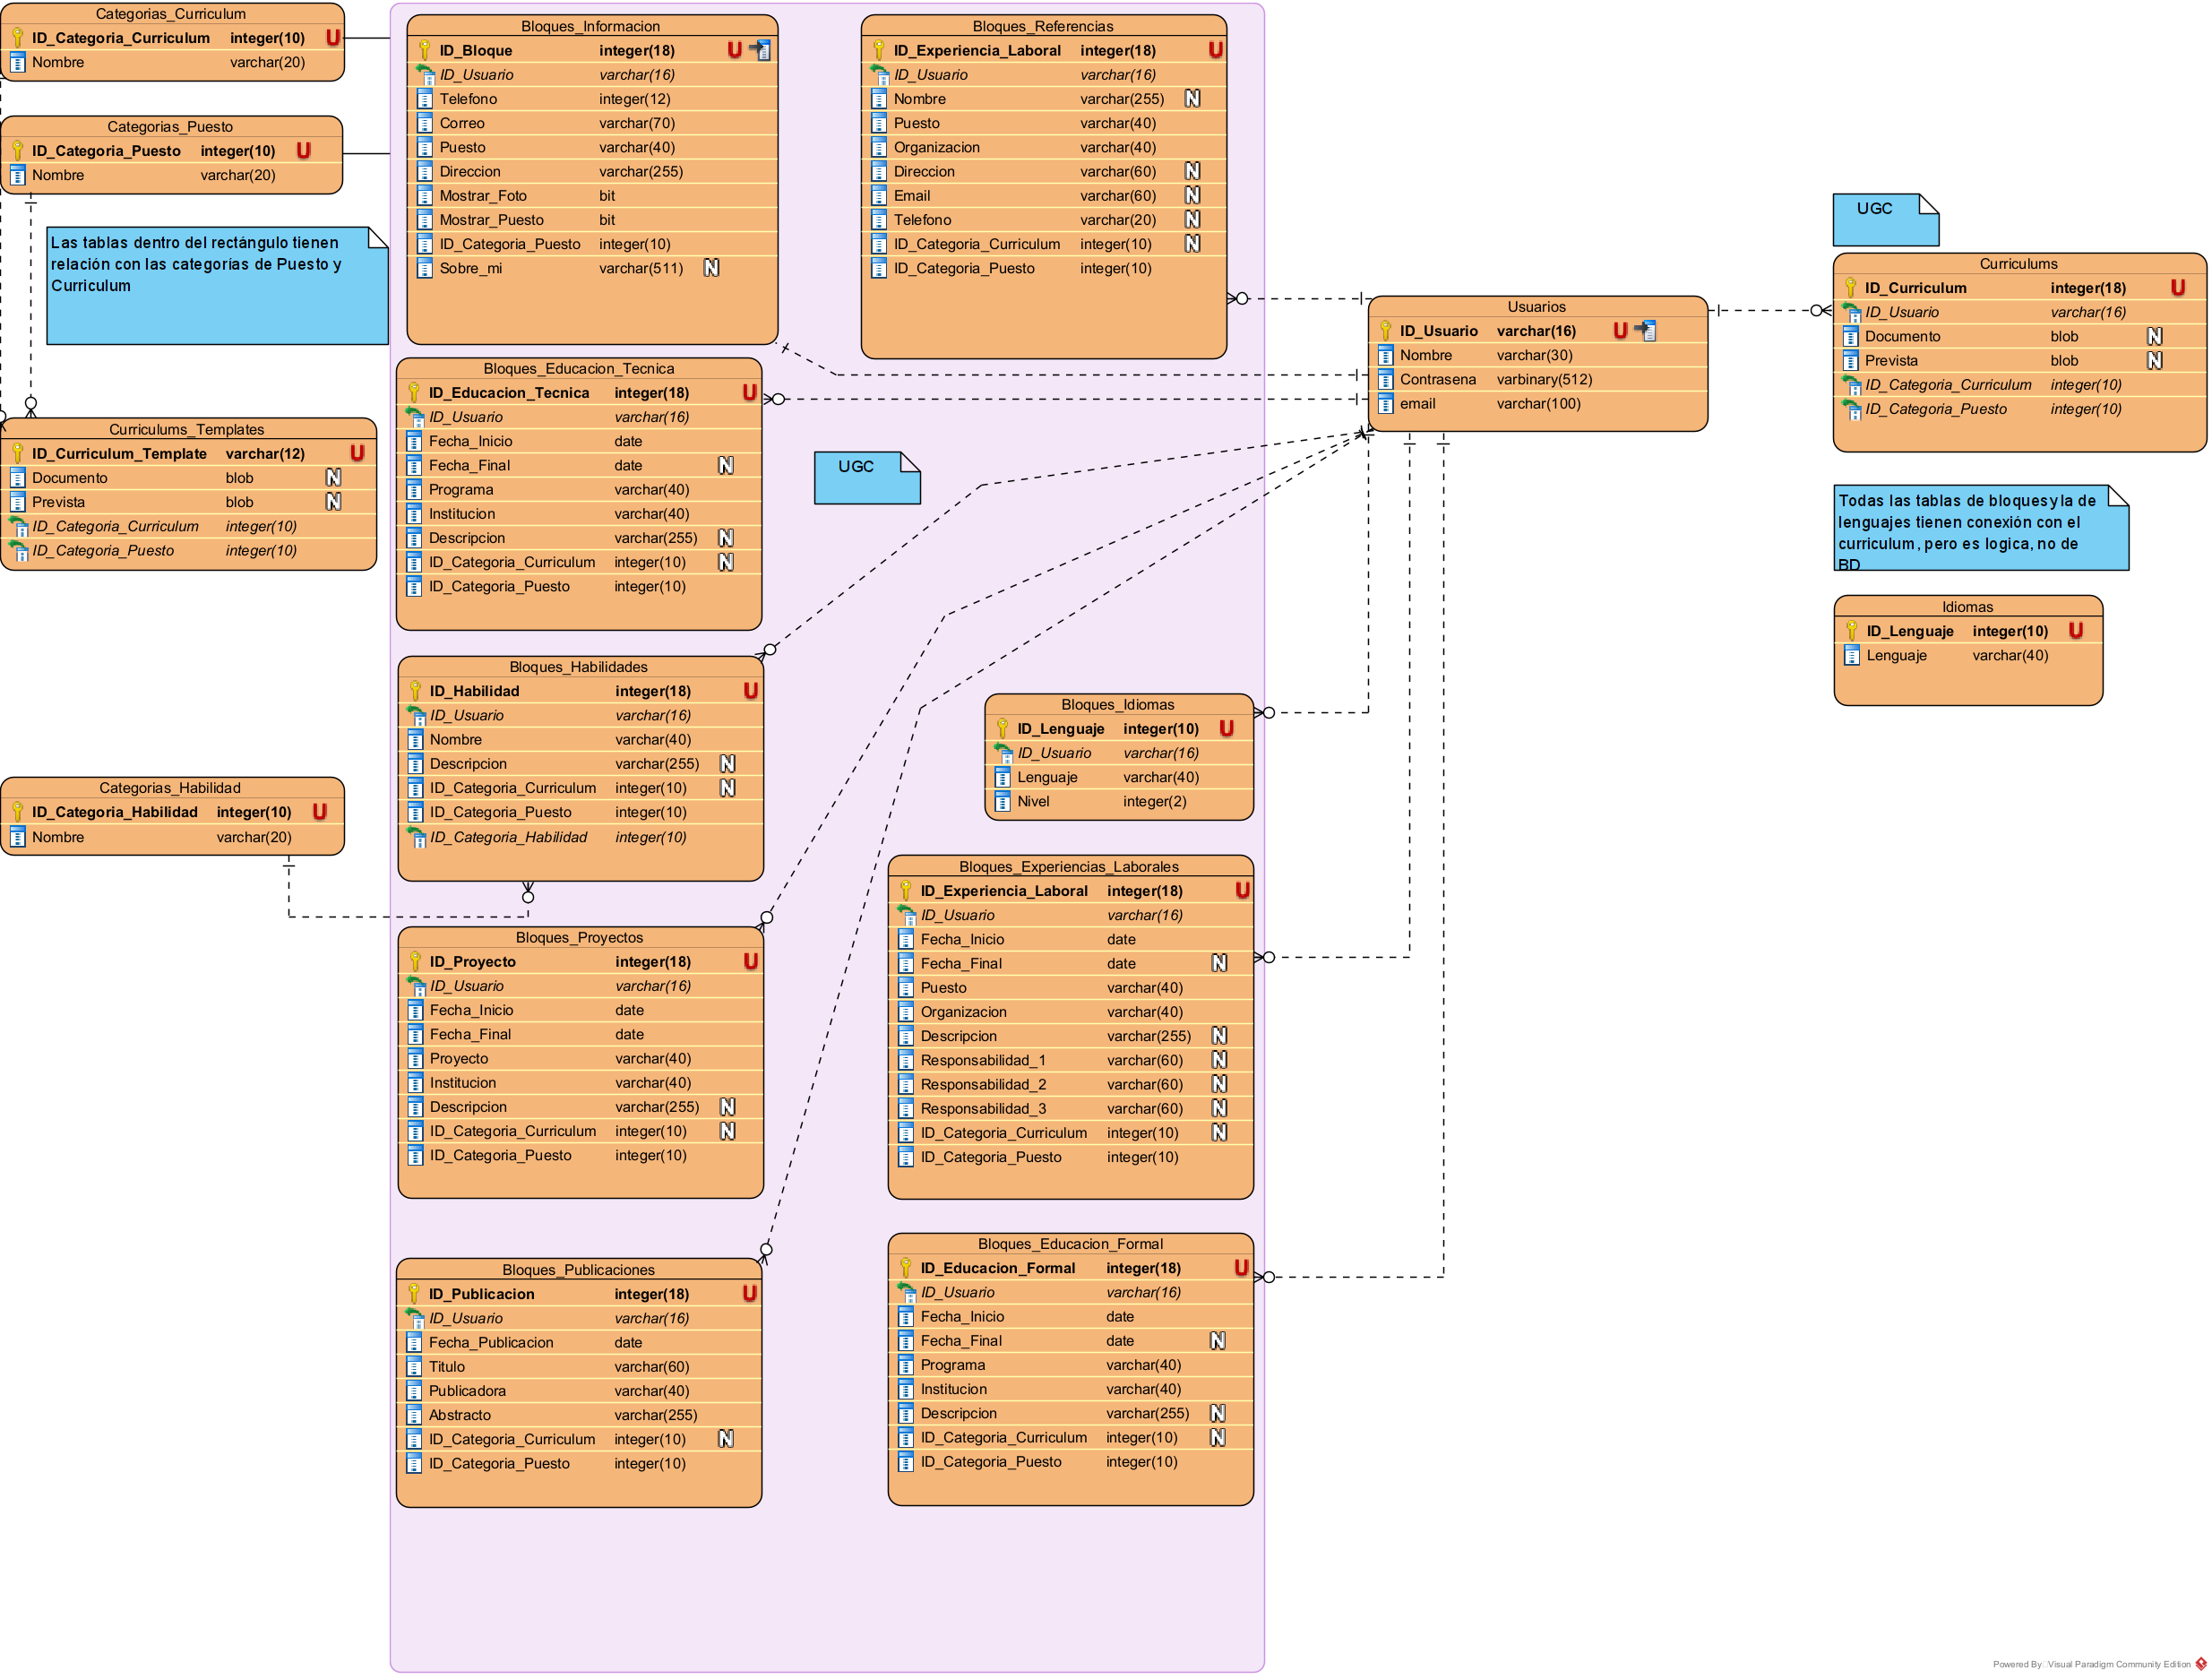 Categorias_Curriculum
ID_Categoria_Curriculum integer(10) U
Nombre varchar(20)
Categorias_Puesto
ID_Categoria_Puesto integer(10) U
Nombre varchar(20)
Las tablas dentro del rectángulo tienen
relación con las categorías de Puesto y
Curriculum
Curriculums_Templates
ID_Curriculum_Template varchar(12) U
Documento blob N
Prevista blob N
ID_Categoria_Curriculum integer(10)
ID_Categoria_Puesto integer(10)
Categorias_Habilidad
ID_Categoria_Habilidad integer(10) U
Nombre varchar(20)
Bloques_Informacion
ID_Bloque integer(18) U
ID_Usuario varchar(16)
Telefono integer(12)
Correo varchar(70)
Puesto varchar(40)
Direccion varchar(255)
Mostrar_Foto bit
Mostrar_Puesto bit
ID_Categoria_Puesto integer(10)
Sobre_mi varchar(511) N
Bloques_Educacion_Tecnica
ID_Educacion_Tecnica integer(18) U
ID_Usuario varchar(16)
Fecha_Inicio date
Fecha_Final date N
Programa varchar(40)
Institucion varchar(40)
Descripcion varchar(255) N
ID_Categoria_Curriculum integer(10) N
ID_Categoria_Puesto integer(10)
Bloques_Habilidades
ID_Habilidad integer(18) U
ID_Usuario varchar(16)
Nombre varchar(40)
Descripcion varchar(255) N
ID_Categoria_Curriculum integer(10) N
ID_Categoria_Puesto integer(10)
ID_Categoria_Habilidad integer(10)
Bloques_Proyectos
ID_Proyecto integer(18) U
ID_Usuario varchar(16)
Fecha_Inicio date
Fecha_Final date
Proyecto varchar(40)
Institucion varchar(40)
Descripcion varchar(255) N
ID_Categoria_Curriculum integer(10) N
ID_Categoria_Puesto integer(10)
Bloques_Publicaciones
ID_Publicacion integer(18) U
ID_Usuario varchar(16)
Fecha_Publicacion date
Titulo varchar(60)
Publicadora varchar(40)
Abstracto varchar(255)
ID_Categoria_Curriculum integer(10) N
ID_Categoria_Puesto integer(10)
Bloques_Referencias
ID_Experiencia_Laboral integer(18) U
ID_Usuario varchar(16)
Nombre varchar(255) N
Puesto varchar(40)
Organizacion varchar(40)
Direccion varchar(60) N
Email varchar(60) N
Telefono varchar(20) N
ID_Categoria_Curriculum integer(10) N
ID_Categoria_Puesto integer(10)
UGC
Bloques_Idiomas
ID_Lenguaje integer(10) U
ID_Usuario varchar(16)
Lenguaje varchar(40)
Nivel integer(2)
Bloques_Experiencias_Laborales
ID_Experiencia_Laboral integer(18) U
ID_Usuario varchar(16)
Fecha_Inicio date
Fecha_Final date N
Puesto varchar(40)
Organizacion varchar(40)
Descripcion varchar(255) N
Responsabilidad_1 varchar(60) N
Responsabilidad_2 varchar(60) N
Responsabilidad_3 varchar(60) N
ID_Categoria_Curriculum integer(10) N
ID_Categoria_Puesto integer(10)
Bloques_Educacion_Formal
ID_Educacion_Formal integer(18) U
ID_Usuario varchar(16)
Fecha_Inicio date
Fecha_Final date N
Programa varchar(40)
Institucion varchar(40)
Descripcion varchar(255) N
ID_Categoria_Curriculum integer(10) N
ID_Categoria_Puesto integer(10)
Usuarios
ID_Usuario varchar(16) U
Nombre varchar(30)
Contrasena varbinary(512)
email varchar(100)
UGC
Curriculums
ID_Curriculum integer(18) U
ID_Usuario varchar(16)
Documento blob N
Prevista blob N
ID_Categoria_Curriculum integer(10)
ID_Categoria_Puesto integer(10)
Todas las tablas de bloques y la de
lenguajes tienen conexión con el
curriculum, pero es logica, no de
BD
Idiomas
ID_Lenguaje integer(10) U
Lenguaje varchar(40)
Powered By Visual Paradigm Community Edition